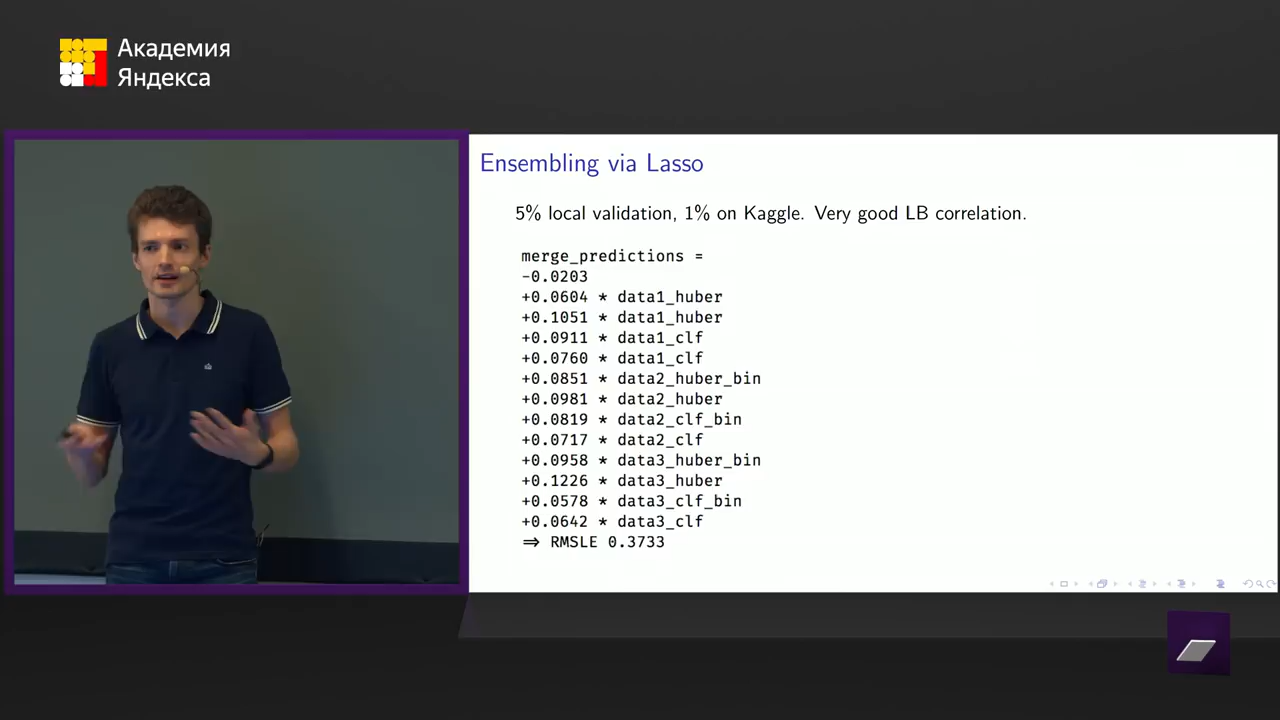 Академия
Яндекса
Ensembling via Lasso
5% local validation, 1% on Kaggle. Very good LB correlation.
merge_predictions =
-0.0203
+0.0604 * data1_huber
+0.1051 * data1_huber
+0.0911 * data1_clf
+0.0760 * data1_clf
+0.0851 * data2_huber_bin
+0.0981 * data2_huber
+0.0819 * data2_clf_bin
+0.0717 * data2_clf
+0.0958 * data3_huber_bin
+0.1226 * data3_huber
+0.0578 * data3_clf_bin
+0.0642 * data3_clf
⇒ RMSLE 0.3733